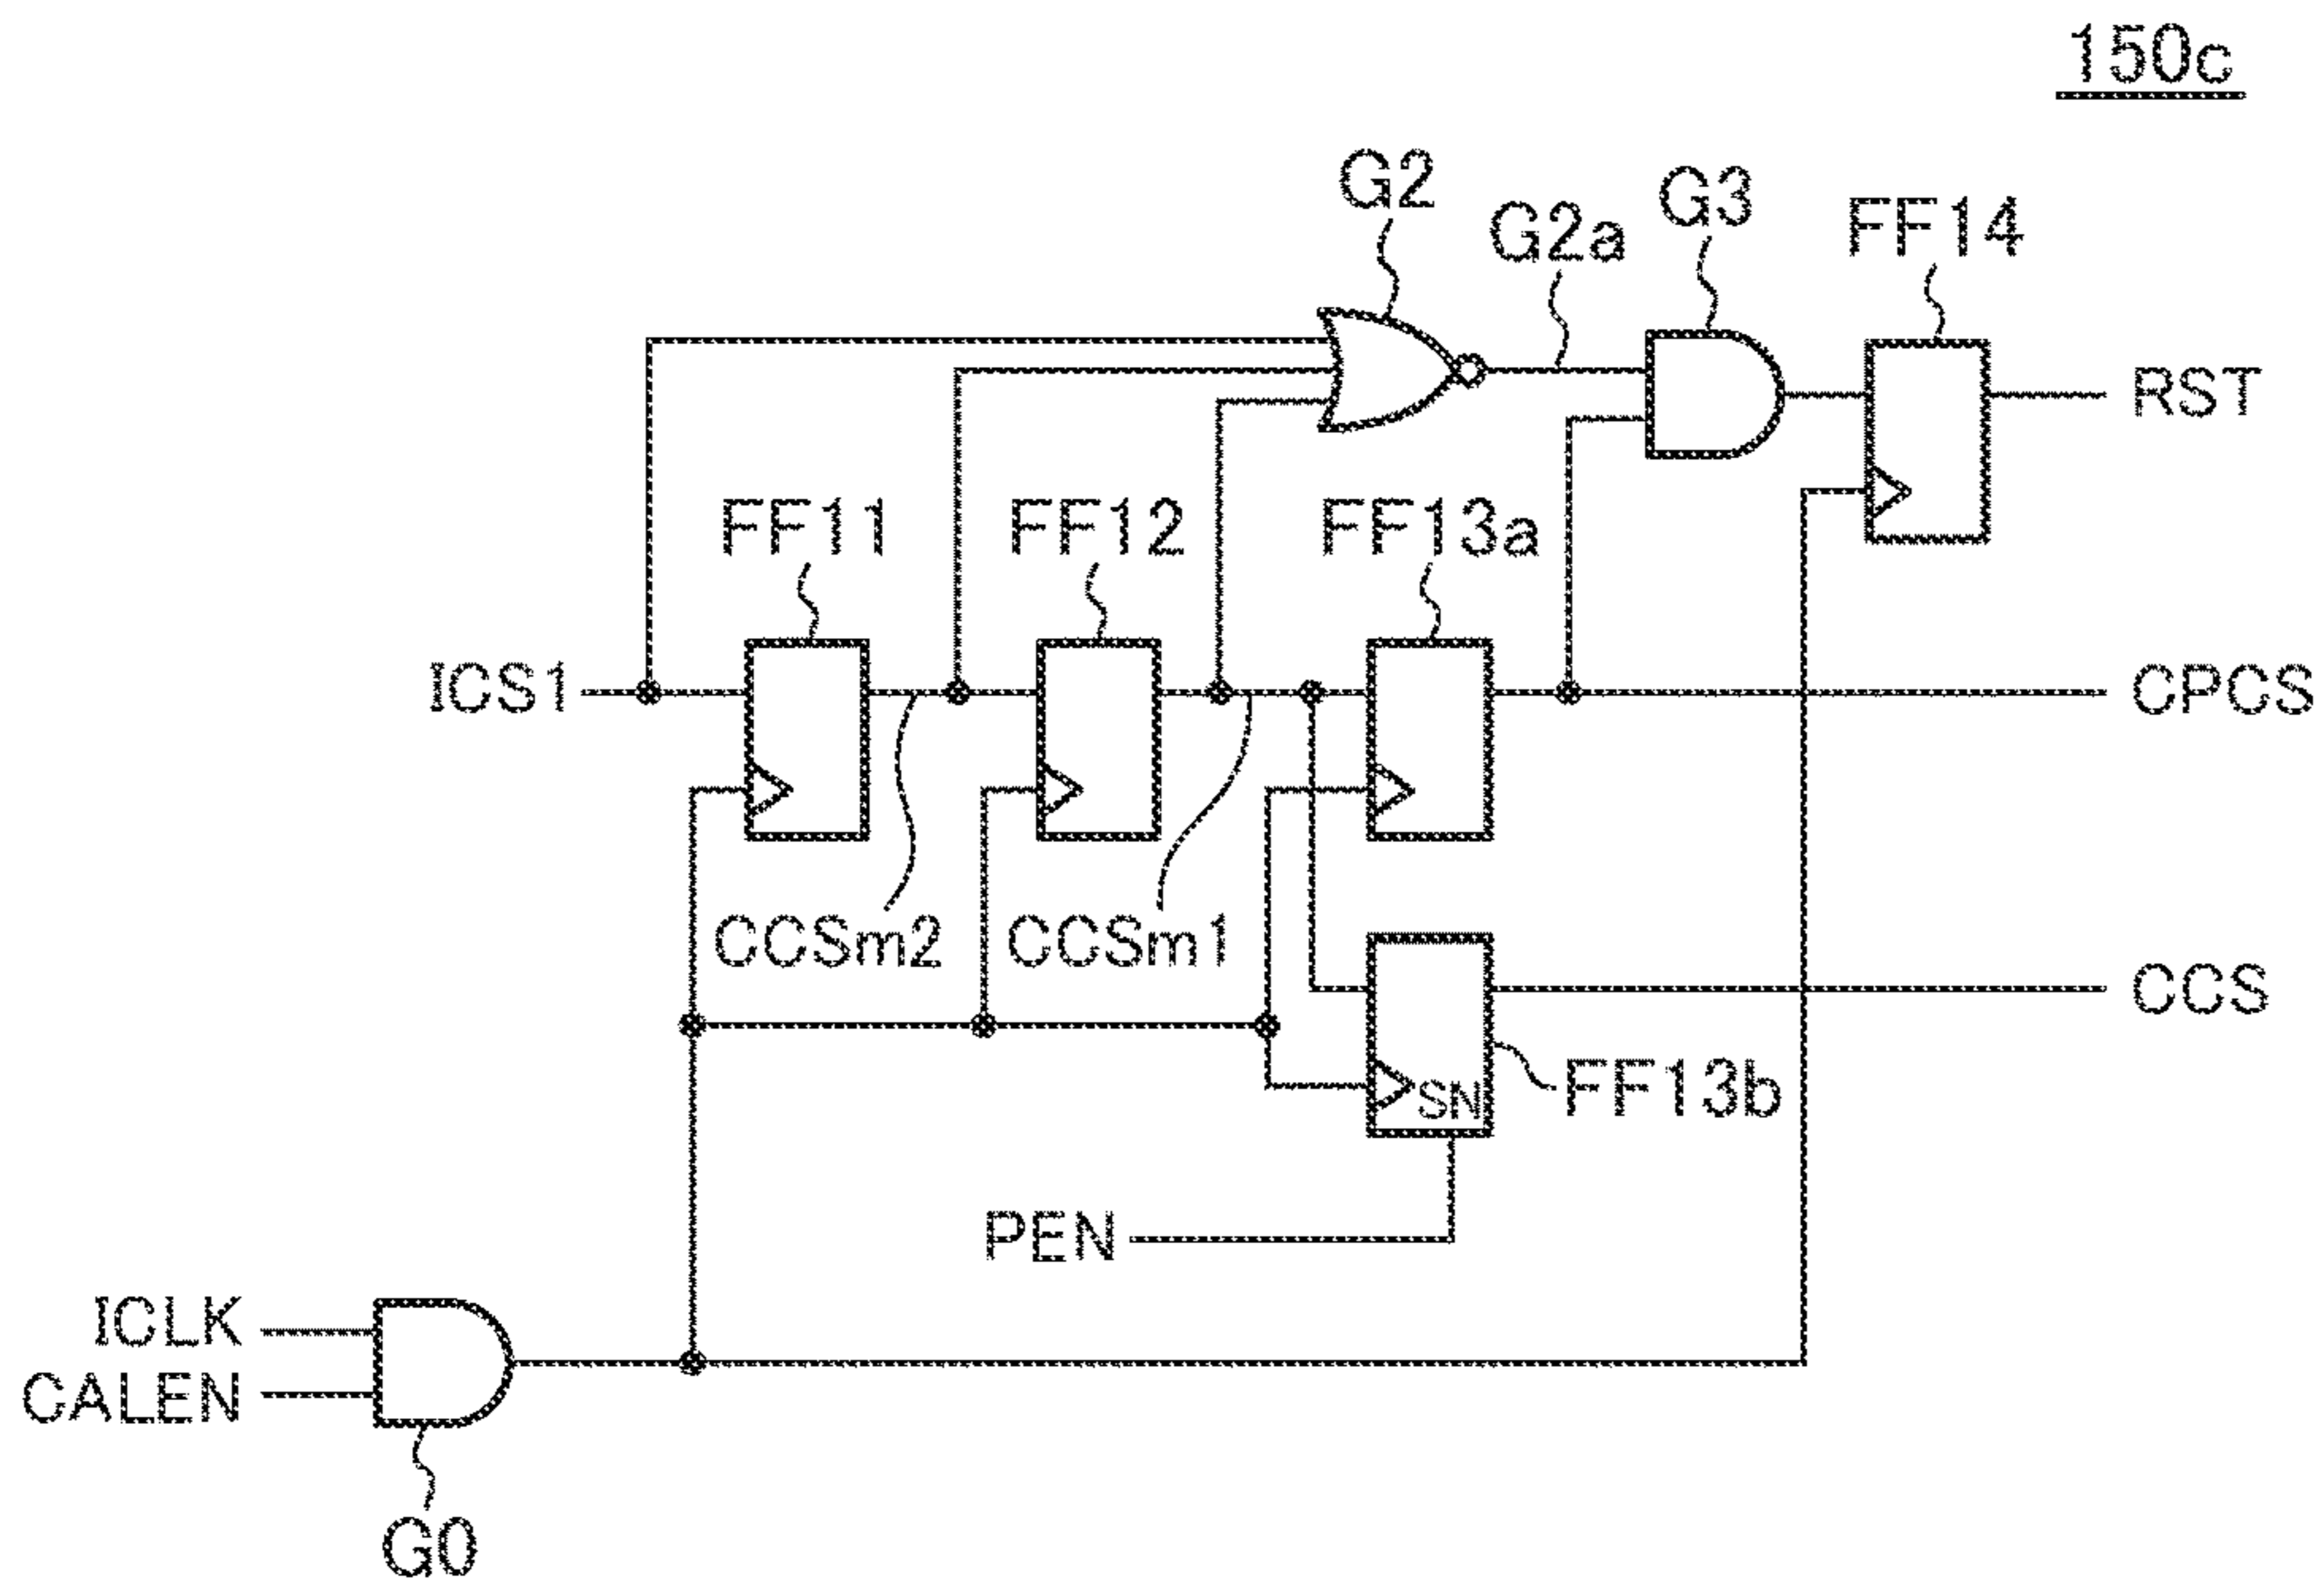 150c
G2
G2a
G3
FF14
RST
FF11
FF12
FF13a
ICS1
CPCS
CCSm2
CCSm1
CCS
SN
FF13b
PEN
ICLK
CALEN
G0